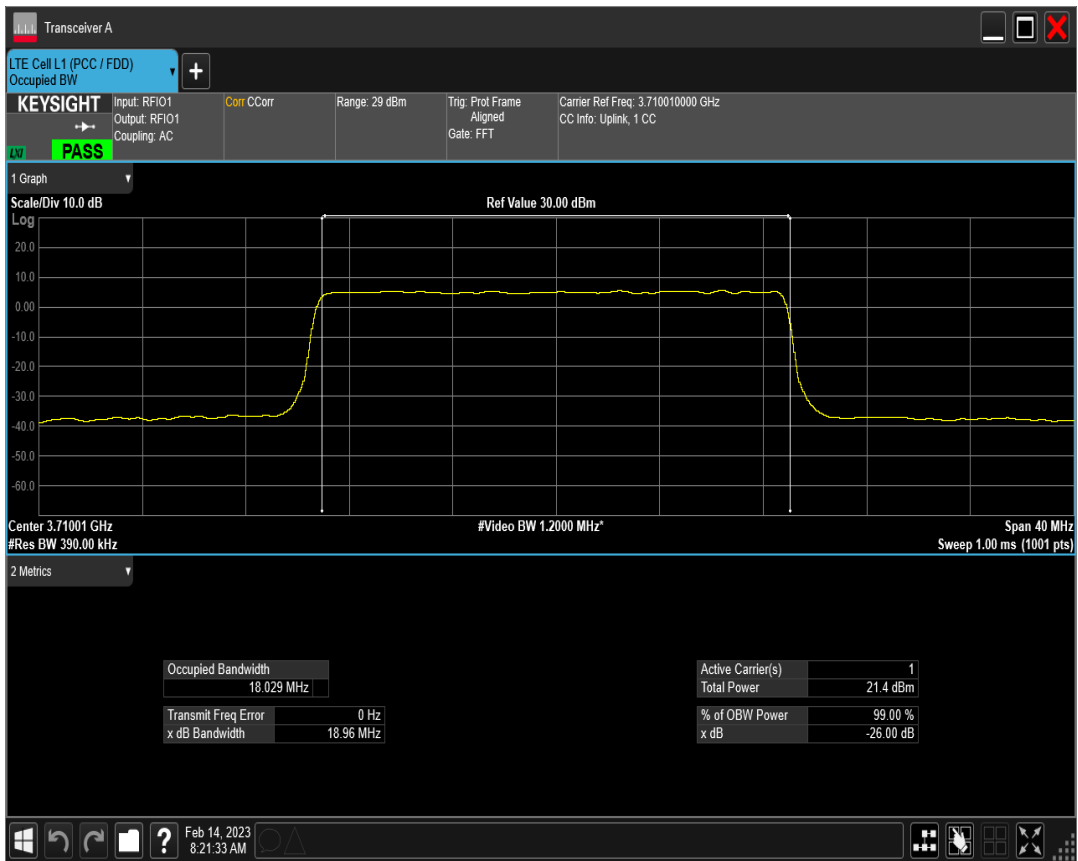 Transceiver A
LTE Cell L1 (PCC / FDD)
Occupied BW
KEYSIGHT
LXI
PASS
Input: RFIO1
Output: RFIO1
Coupling: AC
Corr CCorr
Range: 29 dBm
Trig: Prot Frame
Aligned
Gate: FFT
Carrier Ref Freq: 3.710010000 GHz
CC Info: Uplink, 1 CC
1 Graph
Scale/Div 10.0 dB
Ref Value 30.00 dBm
Log
20.0
10.0
0.00
-10.0
-20.0
-30.0
-40.0
-50.0
-60.0
Center 3.71001 GHz
#Video BW 1.2000 MHz*
Span 40 MHz
#Res BW 390.00 kHz
Sweep 1.00 ms (1001 pts)
2 Metrics
Occupied Bandwidth
18.029 MHz
Transmit Freq Error 0 Hz
x dB Bandwidth 18.96 MHz
Active Carrier(s) 1
Total Power 21.4 dBm
% of OBW Power 99.00 %
x dB -26.00 dB
?
Feb 14, 2023
8:21:33 AM